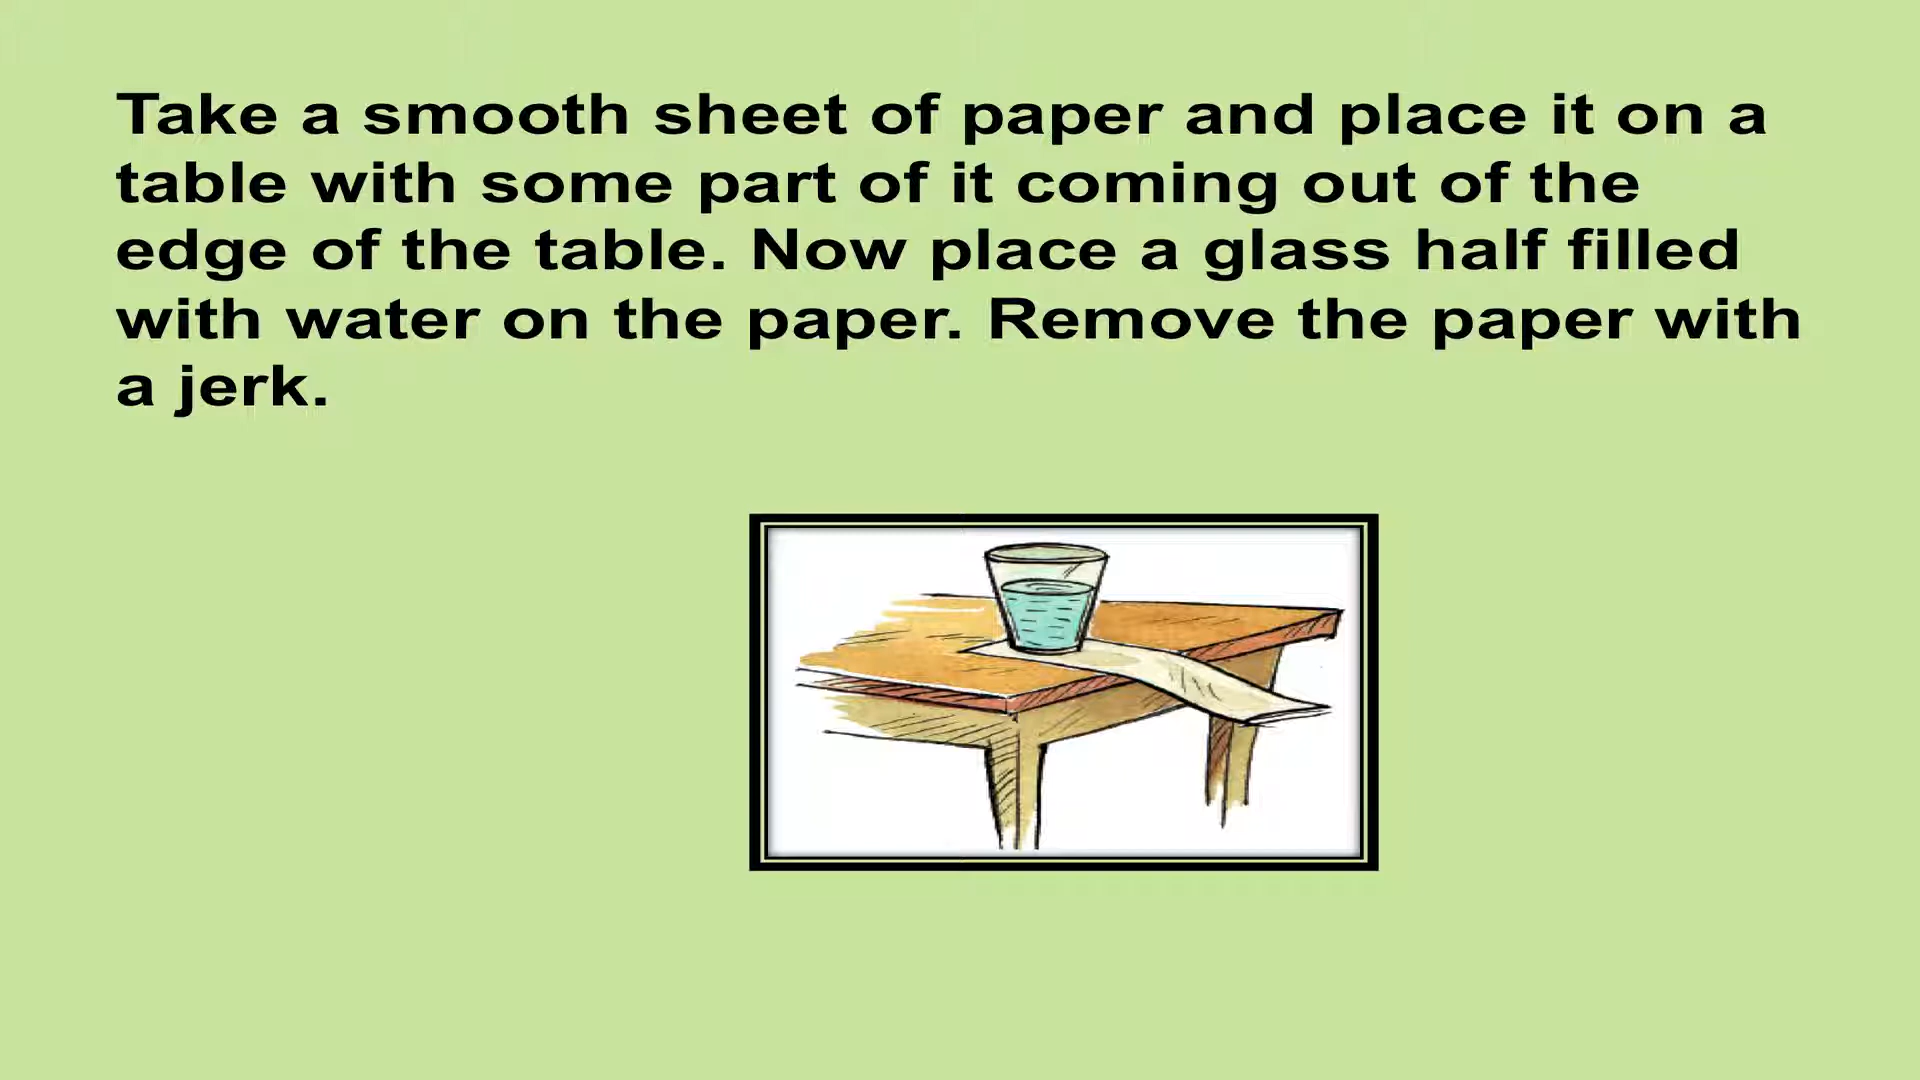 Take a smooth sheet of paper and place it on a
table with some part of it coming out of the
edge of the table. Now place a glass half filled
with water on the paper. Remove the paper with
a jerk.